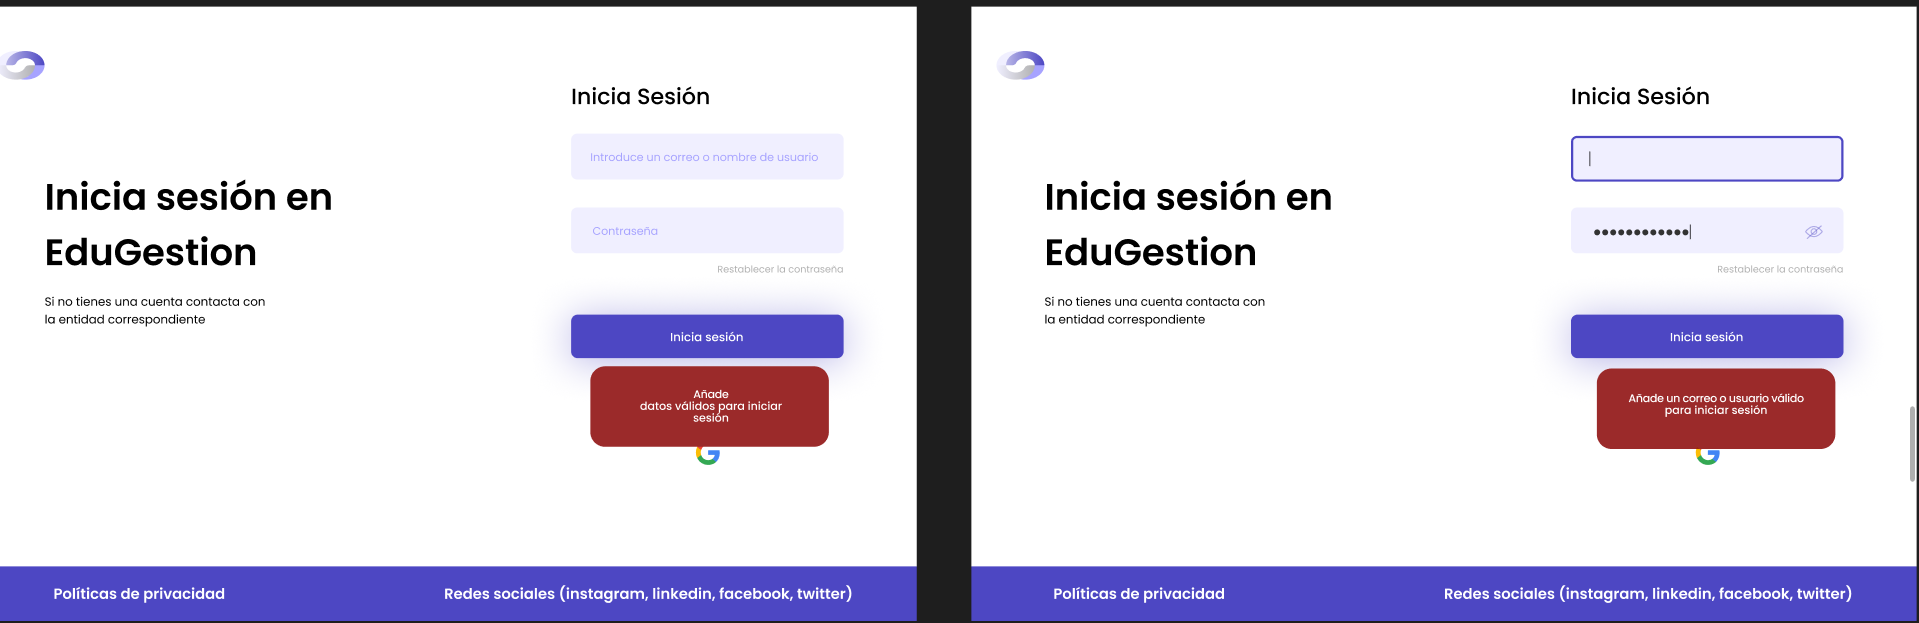 Inicia Sesión
Introduce un correo o nombre de usuario
Inicia sesión en
EduGestion
Contraseña
Restablecer la contraseña
Si no tienes una cuenta contacta con
la entidad correspondiente
Inicia sesión
Añade
datos válidos para iniciar
sesión
Políticas de privacidad
Redes sociales (instagram, linkedin, facebook, twitter)
Inicia Sesión
Inicia sesión en
EduGestion
••••••••••••
Restablecer la contraseña
Si no tienes una cuenta contacta con
la entidad correspondiente
Inicia sesión
Añade un correo o usuario válido
para iniciar sesión
Políticas de privacidad
Redes sociales (instagram, linkedin, facebook, twitter)